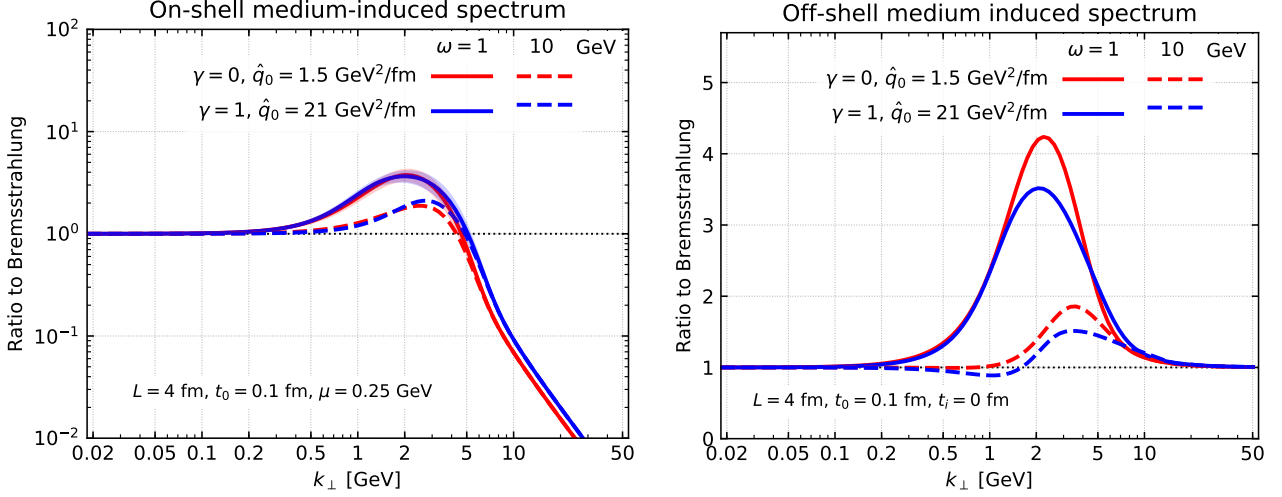 On-shell medium-induced spectrum
ω = 1 10 GeV
γ = 0, q̂₀ = 1.5 GeV²/fm
γ = 1, q̂₀ = 21 GeV²/fm
10²
10¹
10⁰
10⁻¹
10⁻²
Ratio to Bremsstrahlung
L = 4 fm, t₀ = 0.1 fm, μ = 0.25 GeV
0.02 0.05 0.1 0.2 0.5 1 2 5 10 50
k⊥ [GeV]
Off-shell medium induced spectrum
ω = 1 10 GeV
γ = 0, q̂₀ = 1.5 GeV²/fm
γ = 1, q̂₀ = 21 GeV²/fm
5
4
3
2
1
0
Ratio to Bremsstrahlung
L = 4 fm, t₀ = 0.1 fm, tᵢ = 0 fm
0.02 0.05 0.1 0.2 0.5 1 2 5 10 50
k⊥ [GeV]